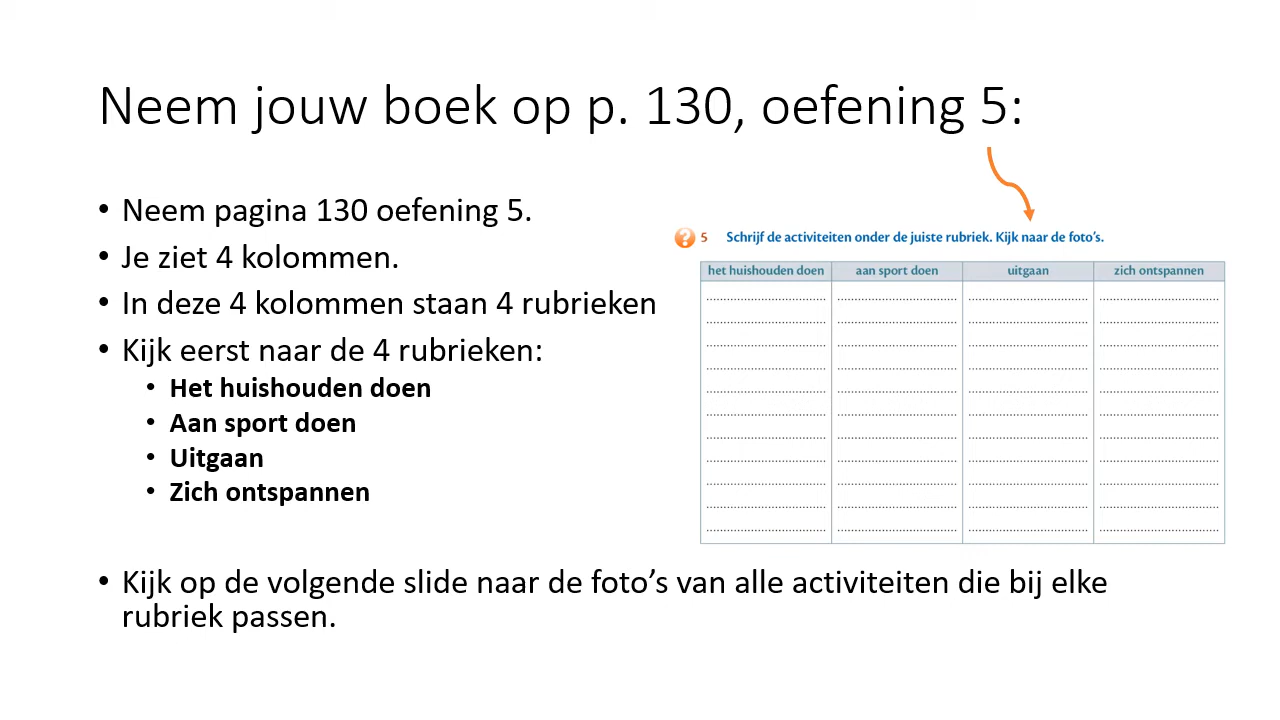 Neem jouw boek op p. 130, oefening 5:
• Neem pagina 130 oefening 5.
• Je ziet 4 kolommen.
• In deze 4 kolommen staan 4 rubrieken
• Kijk eerst naar de 4 rubrieken:
• Het huishouden doen
• Aan sport doen
• Uitgaan
• Zich ontspannen
? 5 Schrijf de activiteiten onder de juiste rubriek. Kijk naar de foto's.
het huishouden doen aan sport doen uitgaan zich ontspannen
• Kijk op de volgende slide naar de foto’s van alle activiteiten die bij elke
rubriek passen.